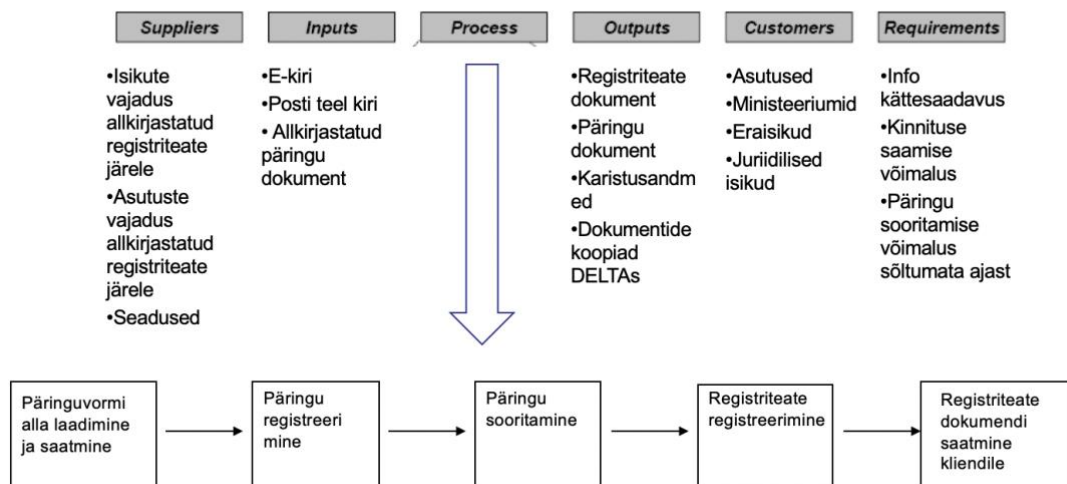 Suppliers
Inputs
Process
Outputs
Customers
Requirements
•Isikute
vajadus
allkirjastatud
registriteate
järele
•Asutuste
vajadus
allkirjastatud
registriteate
järele
•Seadused
•E-kiri
•Posti teel kiri
• Allkirjastatud
päringu
dokument
•Registriteate
dokument
•Päringu
dokument
•Karistusandm
ed
•Dokumentide
koopiad
DELTAs
•Asutused
•Ministeeriumid
•Eraisikud
•Juriidilised
isikud
•Info
kättesaadavus
•Kinnituse
saamise
võimalus
•Päringu
sooritamise
võimalus
sõltumata ajast
Päringuvormi
alla laadimine
ja saatmine
Päringu
registreeri
mine
Päringu
sooritamine
Registriteate
registreerimine
Registriteate
dokumendi
saatmine
kliendile